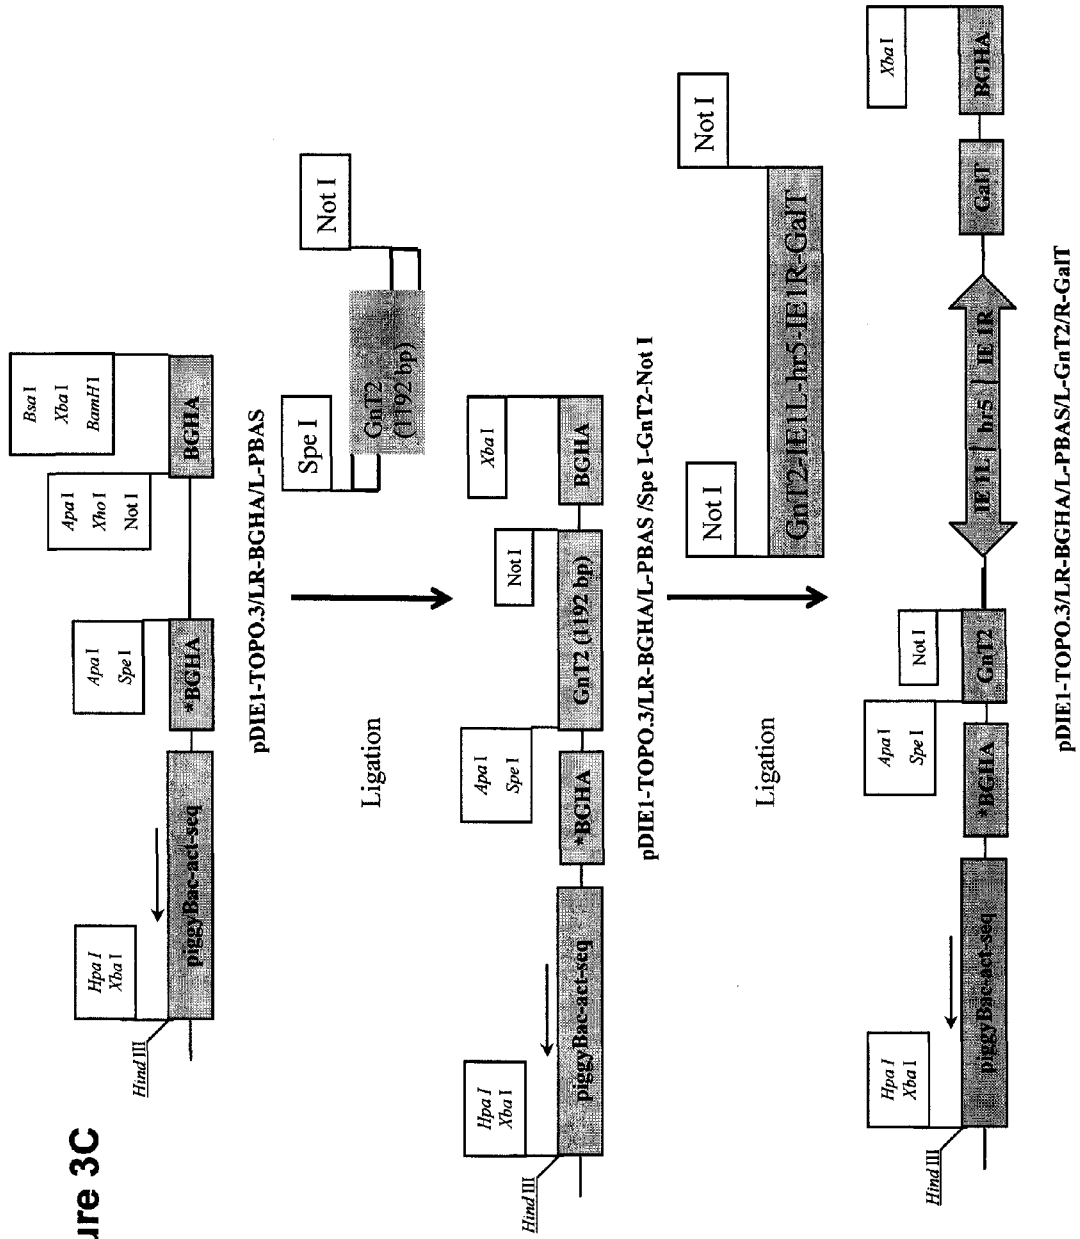 ure 3C
Hpa I
Xba I
Hind III
piggyBac-act-seq
Apa I
Spe I
*BGHA
Apa I
Xho I
Not I
Bsa I
Xba I
BamH I
BGHA
pDIE1-TOPO.3/LR-BGHA/L-PBAS
Ligation
Spe I
GnT2
(1192 bp)
Not I
Hpa I
Xba I
Hind III
piggyBac-act-seq
Apa I
Spe I
*BGHA
GnT2 (1192 bp)
Not I
Xba I
BGHA
pDIE1-TOPO.3/LR-BGHA/L-PBAS /Spe I-GnT2-Not I
Ligation
Not I
Not I
GnT2-IE1L-hr5-IE1R-GalT
Hpa I
Xba I
Hind III
piggyBac-act-seq
Apa I
Spe I
*BGHA
Not I
GnT2
IE 1L hr5 IE 1R
GalT
Xba I
BGHA
pDIE1-TOPO.3/LR-BGHA/L-PBAS/L-GnT2/R-GalT